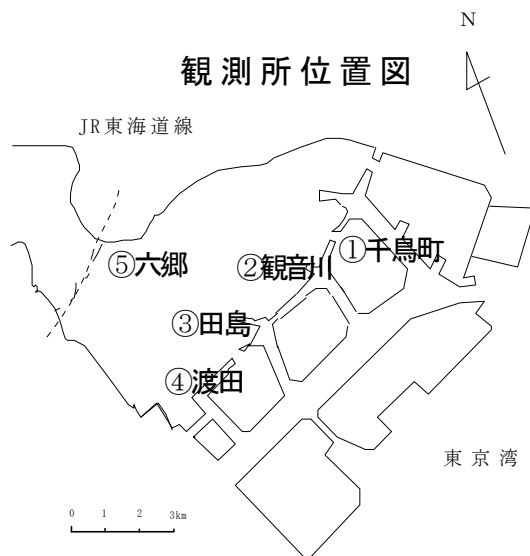 N
観測所位置図
JR東海道線
①千鳥町
②観音川
⑤六郷
③田島
④渡田
東京湾
0 1 2 3km